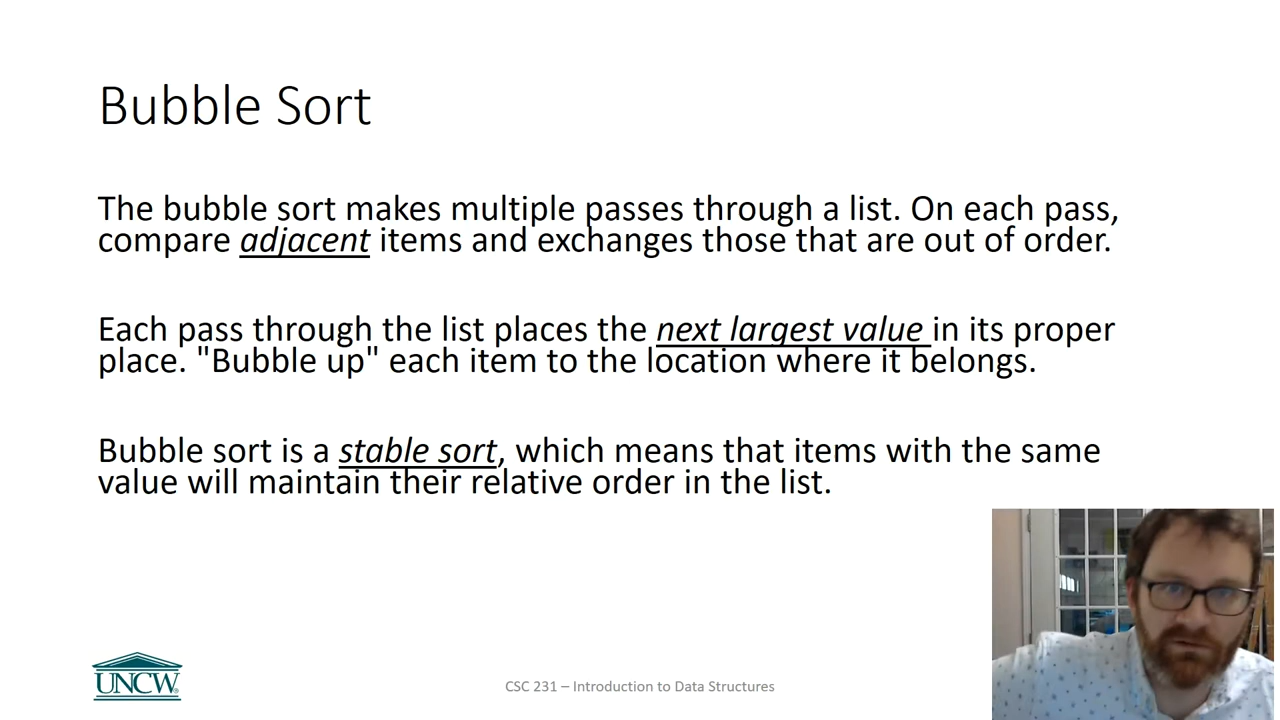 Bubble Sort
The bubble sort makes multiple passes through a list. On each pass,
compare adjacent items and exchanges those that are out of order.
Each pass through the list places the next largest value in its proper
place. "Bubble up" each item to the location where it belongs.
Bubble sort is a stable sort, which means that items with the same
value will maintain their relative order in the list.
UNCW
CSC 231 – Introduction to Data Structures